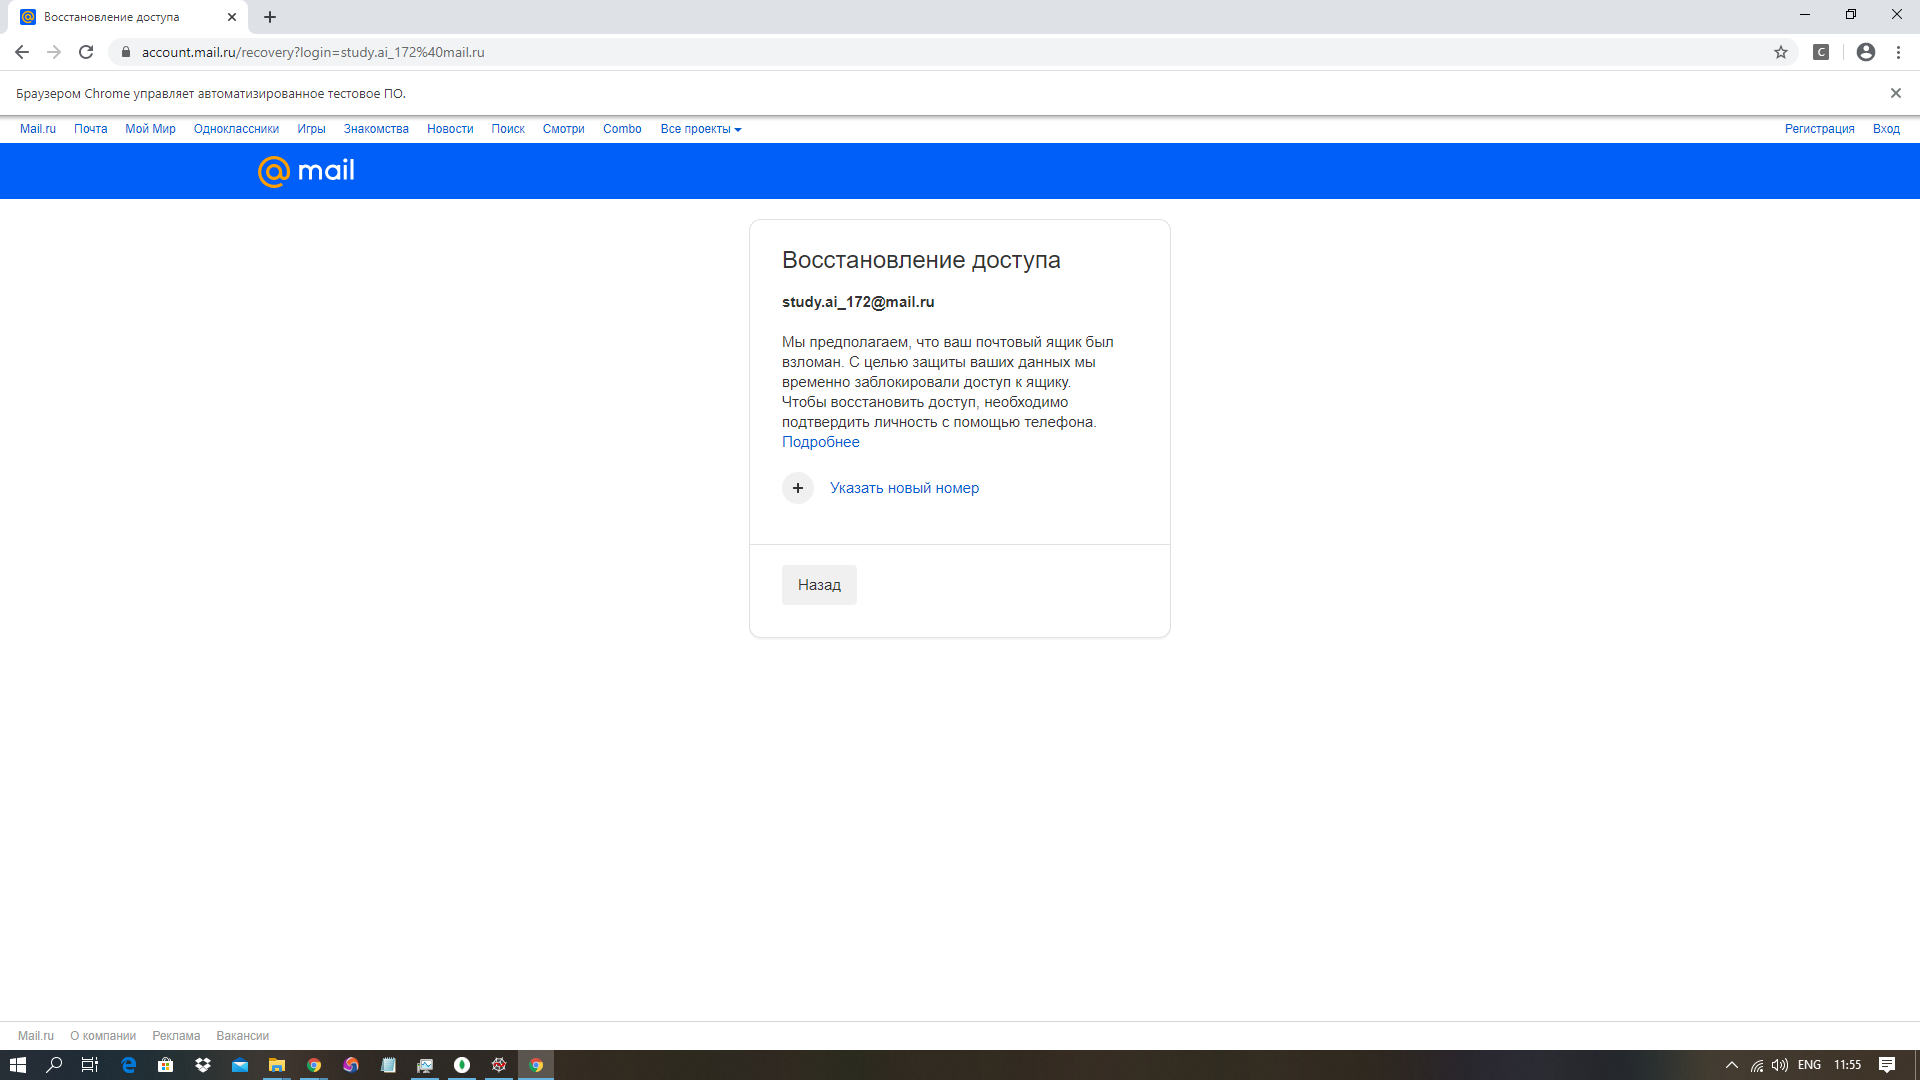 Восстановление доступа
account.mail.ru/recovery?login=study.ai_172%40mail.ru
C
Браузером Chrome управляет автоматизированное тестовое ПО.
Mail.ru Почта Мой Мир Одноклассники Игры Знакомства Новости Поиск Смотри Combo Все проекты Регистрация Вход
@ mail
Восстановление доступа
study.ai_172@mail.ru
Мы предполагаем, что ваш почтовый ящик был
взломан. С целью защиты ваших данных мы
временно заблокировали доступ к ящику.
Чтобы восстановить доступ, необходимо
подтвердить личность с помощью телефона.
Подробнее
+ Указать новый номер
Назад
Mail.ru О компании Реклама Вакансии
ENG 11:55